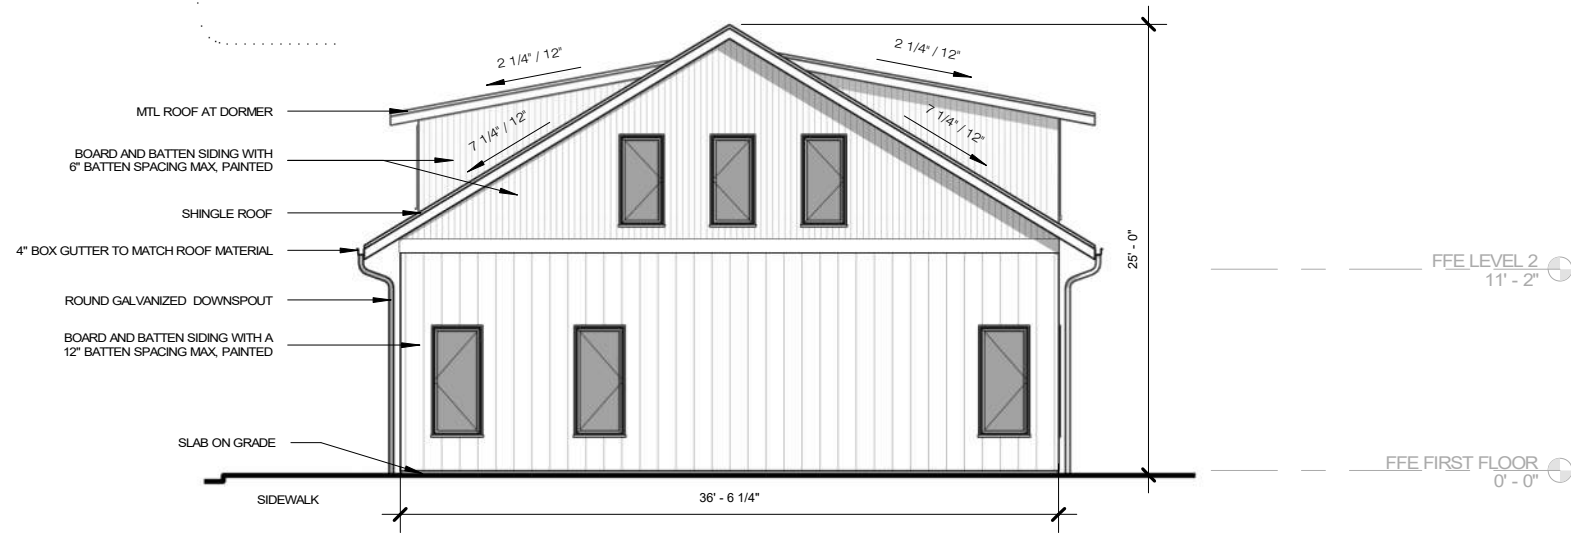 2 1/4" / 12"
2 1/4" / 12"
MTL ROOF AT DORMER
7 1/4" / 12"
7 1/4" / 12"
BOARD AND BATTEN SIDING WITH
6" BATTEN SPACING MAX, PAINTED
SHINGLE ROOF
4" BOX GUTTER TO MATCH ROOF MATERIAL
25' - 0"
FFE LEVEL 2
11' - 2"
ROUND GALVANIZED DOWNSPOUT
BOARD AND BATTEN SIDING WITH A
12" BATTEN SPACING MAX, PAINTED
SLAB ON GRADE
FFE FIRST FLOOR
0' - 0"
SIDEWALK
36' - 6 1/4"